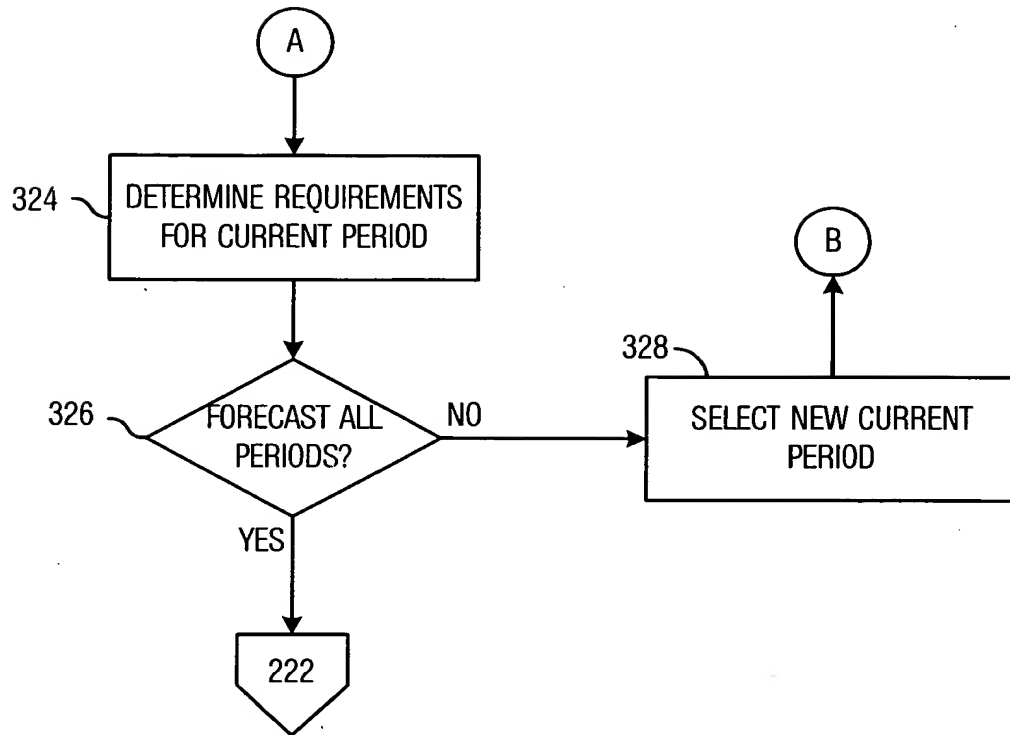 A
324
DETERMINE REQUIREMENTS
FOR CURRENT PERIOD
B
328
326
FORECAST ALL
PERIODS?
NO
SELECT NEW CURRENT
PERIOD
YES
222